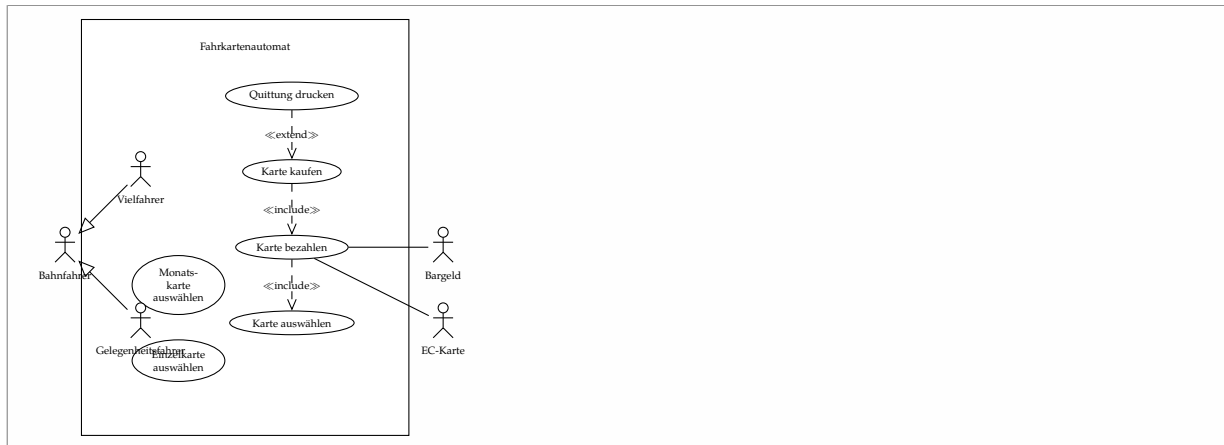 Fahrkartenautomat
Quittung drucken
≪extend≫
Karte kaufen
Vielfahrer
≪include≫
Karte bezahlen
Bahnfahrer
Bargeld
Monats-
karte
auswählen
≪include≫
Karte auswählen
Gelegenheitsfahrer
EC-Karte
Einzelkarte
auswählen